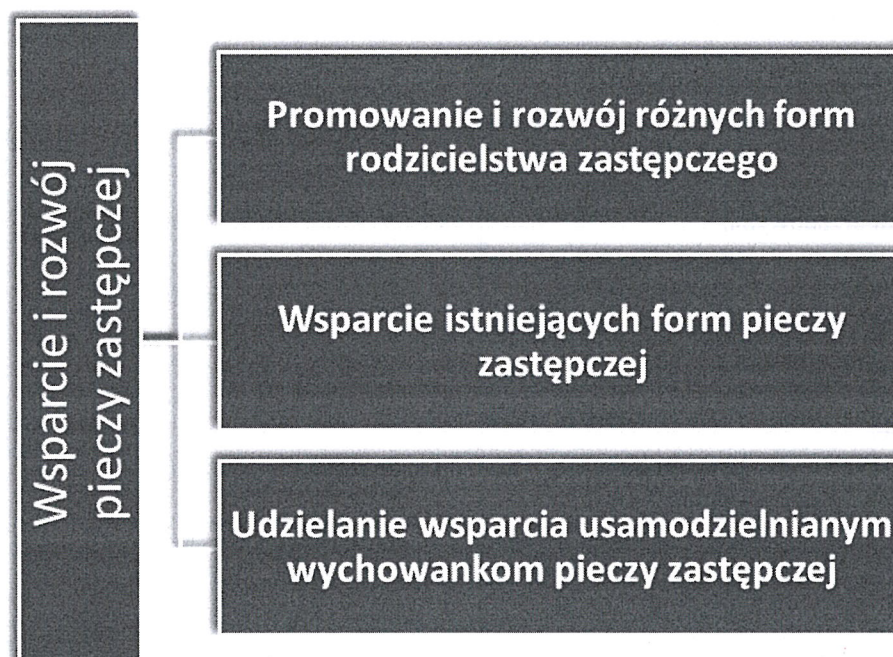 Wsparcie i rozwój
pieczy zastępczej
Promowanie i rozwój różnych form
rodzicielstwa zastępczego
Wsparcie istniejących form pieczy
zastępczej
Udzielanie wsparcia usamodzielnianym
wychowankom pieczy zastępczej